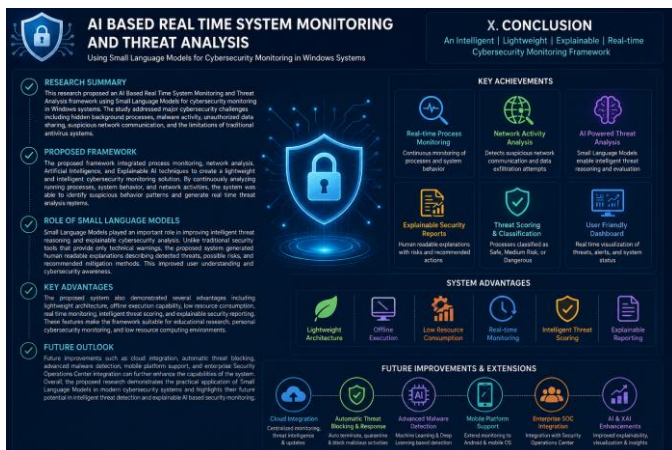 AI BASED REAL TIME SYSTEM MONITORING
AND THREAT ANALYSIS
Using Small Language Models for Cybersecurity Monitoring in Windows Systems
X. CONCLUSION
An Intelligent | Lightweight | Explainable | Real-time
Cybersecurity Monitoring Framework
RESEARCH SUMMARY
This research proposed an AI Based Real Time System Monitoring and Threat
Analysis framework using Small Language Models for cybersecurity monitoring
in Windows systems. The study addressed major cybersecurity challenges
including hidden background processes, malware activity, unauthorized data
sharing, suspicious network communication, and the limitations of traditional
antivirus systems.
PROPOSED FRAMEWORK
The proposed framework integrated process monitoring, network analysis,
Artificial Intelligence, and Explainable AI techniques to create a lightweight
and intelligent cybersecurity monitoring solution. By continuously analyzing
running processes, system behavior, and network activities, the system was
able to identify suspicious behavior patterns and generate real time threat
analysis reports.
ROLE OF SMALL LANGUAGE MODELS
Small Language Models played an important role in improving intelligent threat
reasoning and explainable cybersecurity analysis. Unlike traditional security
tools that provide only technical warnings, the proposed system generated
human readable explanations describing detected threats, possible risks, and
recommended mitigation methods. This improved user understanding and
cybersecurity awareness.
KEY ADVANTAGES
The proposed system also demonstrated several advantages including
lightweight architecture, offline execution capability, low resource consumption,
real time monitoring, intelligent threat scoring, and explainable security reporting.
These features make the framework suitable for educational research, personal
cybersecurity monitoring, and low resource computing environments.
FUTURE OUTLOOK
Future improvements such as cloud integration, automatic threat blocking,
advanced malware detection, mobile platform support, and enterprise Security
Operations Center integration can further enhance the capabilities of the system.
Overall, the proposed research demonstrates the practical application of Small
Language Models in modern cybersecurity systems and highlights their future
potential in intelligent threat detection and explainable AI based security monitoring.
KEY ACHIEVEMENTS
Real-time Process
Monitoring
Continuous monitoring of
processes and system
behavior
Network Activity
Analysis
Detects suspicious
network communication
and data exfiltration
attempts
AI Powered Threat
Analysis
Small Language Models
enable intelligent threat
reasoning and evaluation
Explainable Security
Reports
Human readable explanations
with risks and recommended
actions
Threat Scoring
& Classification
Processes classified as
Safe, Medium Risk, or
Dangerous
User Friendly
Dashboard
Real time visualization of
threats, alerts, and system
status
SYSTEM ADVANTAGES
Lightweight
Architecture
Offline
Execution
Low Resource
Consumption
Real-time
Monitoring
Intelligent Threat
Scoring
Explainable
Reporting
FUTURE IMPROVEMENTS & EXTENSIONS
Cloud Integration
Centralized monitoring,
threat intelligence
& updates
Automatic Threat
Blocking & Response
Auto terminate, quarantine
& block malicious activities
AI
Advanced Malware
Detection
Machine Learning & Deep
Learning based detection
Mobile Platform
Support
Extend monitoring to
Android & mobile OS
Enterprise SOC
Integration
Integration with Security
Operations Center
AI & XAI
Enhancements
Improved explainability,
visualization & insights